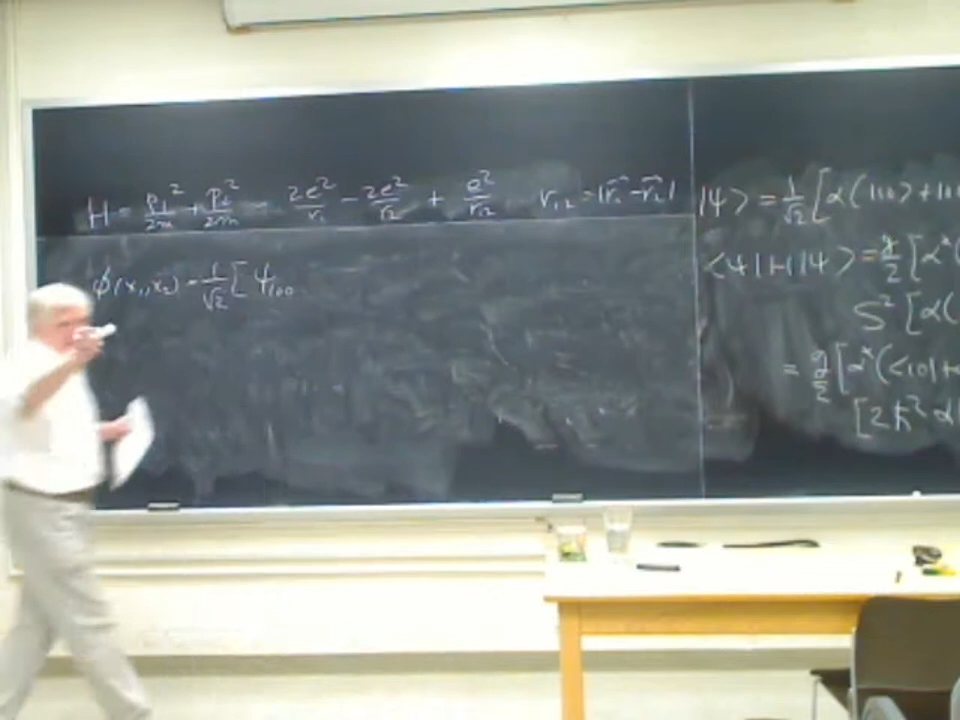 H = p₁²/2m + p₂²/2m - 2e²/r₁ - 2e²/r₂ + e²/r₁₂    r₁₂ = |r⃗₁ - r⃗₂|
φ(x₁, x₂) = 1/√2 [ψ₁₀₀
|ψ> = 1/√2 [α(|10> + |0
<ψ|H|ψ> = g/2 [α*(
S² [α(
= g/2 [α*(<10| +
[2ħ² α